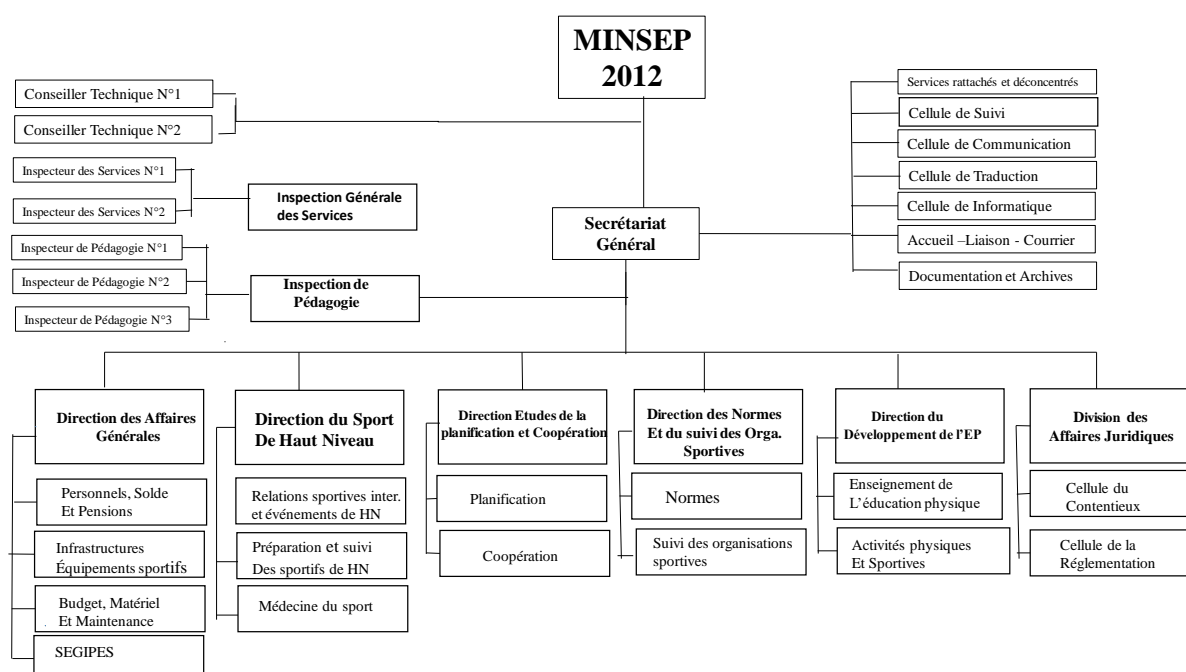 MINSEP
2012
Conseiller Technique N°1
Conseiller Technique N°2
Inspecteur des Services N°1
Inspecteur des Services N°2
Inspection Générale
des Services
Inspecteur de Pédagogie N°1
Inspecteur de Pédagogie N°2
Inspecteur de Pédagogie N°3
Inspection de
Pédagogie
Secrétariat
Général
Services rattachés et déconcentrés
Cellule de Suivi
Cellule de Communication
Cellule de Traduction
Cellule de Informatique
Accueil –Liaison - Courrier
Documentation et Archives
Direction des Affaires
Générales
Personnels, Solde
Et Pensions
Infrastructures
Équipements sportifs
Budget, Matériel
Et Maintenance
SEGIPES
Direction du Sport
De Haut Niveau
Relations sportives inter.
et événements de HN
Préparation et suivi
Des sportifs de HN
Médecine du sport
Direction Etudes de la
planification et Coopération
Planification
Coopération
Direction des Normes
Et du suivi des Orga.
Sportives
Normes
Suivi des organisations
sportives
Direction du
Développement de l’EP
Enseignement de
L’éducation physique
Activités physiques
Et Sportives
Division des
Affaires Juridiques
Cellule du
Contentieux
Cellule de la
Réglementation